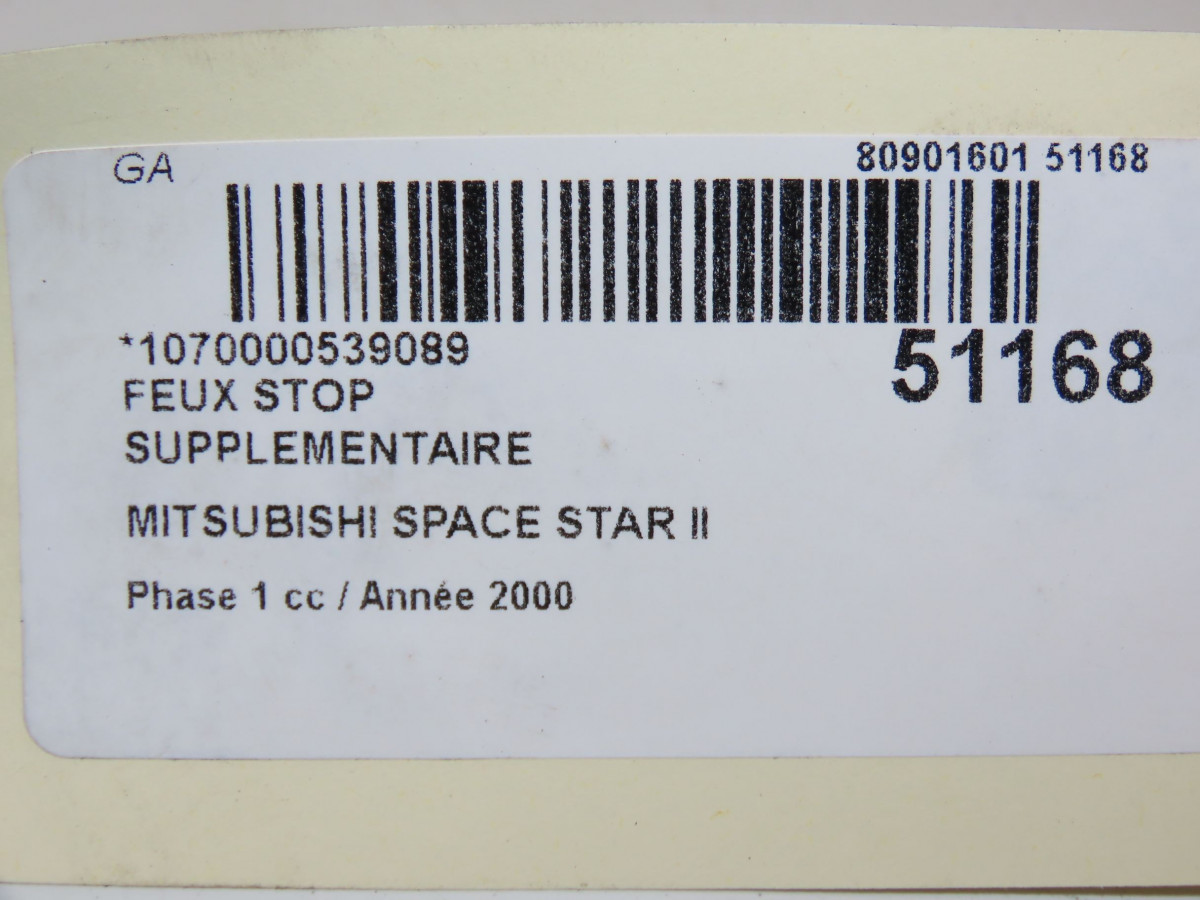 GA
80901601 51168
*1070000539089
51168
FEUX STOP
SUPPLEMENTAIRE
MITSUBISHI SPACE STAR II
Phase 1 cc / Année 2000